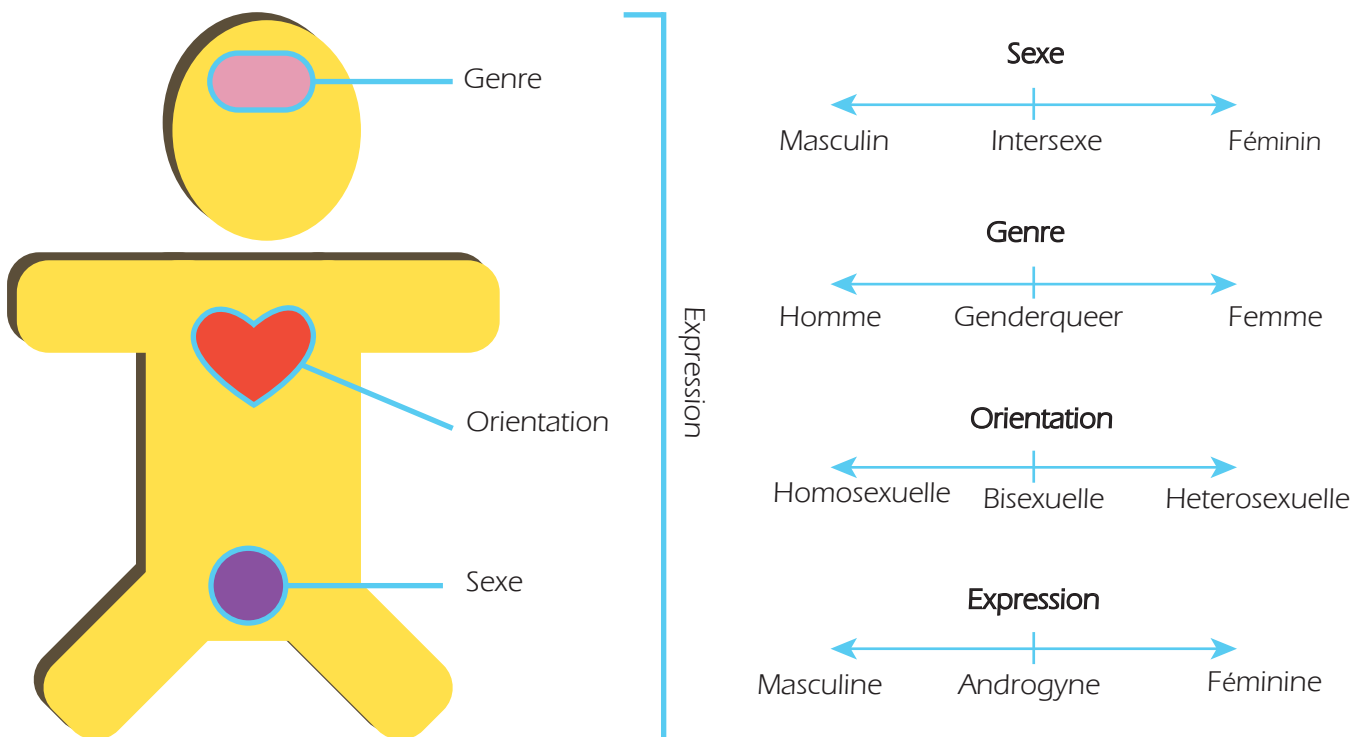 Genre
Orientation
Sexe
Expression
Sexe
Masculin Intersexe Féminin
Genre
Homme Genderqueer Femme
Orientation
Homosexuelle Bisexuelle Heterosexuelle
Expression
Masculine Androgyne Féminine